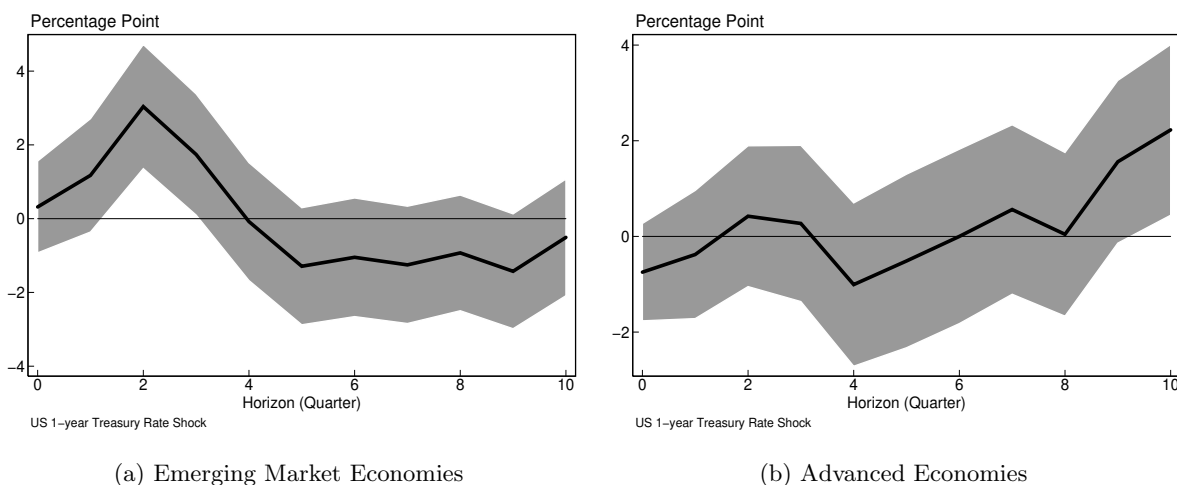 Percentage Point
4
2
0
−2
−4
0 2 4 6 8 10
Horizon (Quarter)
US 1−year Treasury Rate Shock
(a) Emerging Market Economies
Percentage Point
4
2
0
−2
0 2 4 6 8 10
Horizon (Quarter)
US 1−year Treasury Rate Shock
(b) Advanced Economies